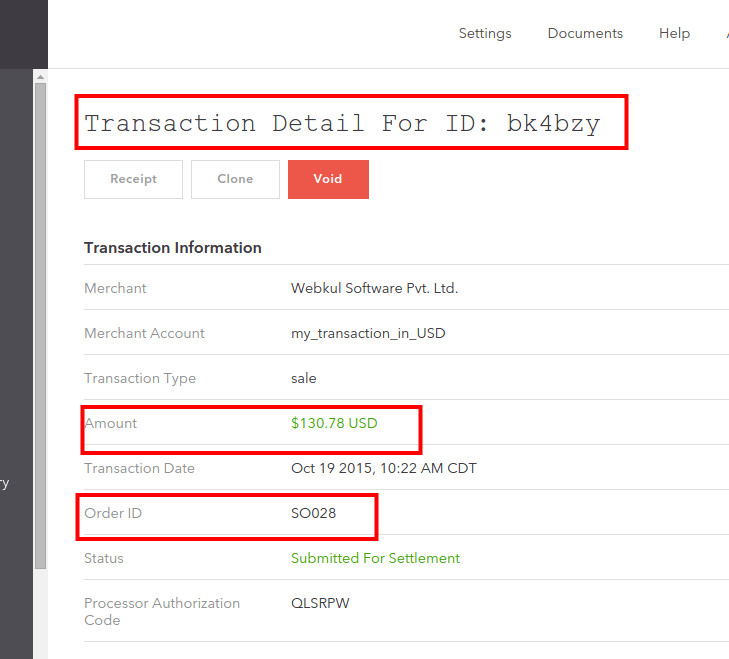 Settings Documents Help
Transaction Detail For ID: bk4bzy
Receipt Clone Void
Transaction Information
Merchant Webkul Software Pvt. Ltd.
Merchant Account my_transaction_in_USD
Transaction Type sale
Amount $130.78 USD
Transaction Date Oct 19 2015, 10:22 AM CDT
ry
Order ID SO028
Status Submitted For Settlement
Processor Authorization QLSRPW
Code